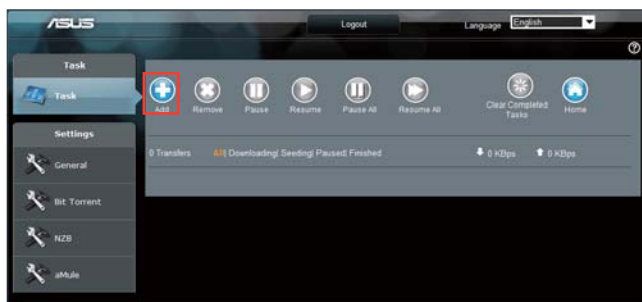 ASUS
Logout
Language English
Task
Task
Add Remove Pause Resume Pause All Resume All Clear Completed Tasks Home
Settings
General
Bit Torrent
NZB
aMule
0 Transfers All| Downloading| Seeding| Paused| Finished 0 KBps 0 KBps